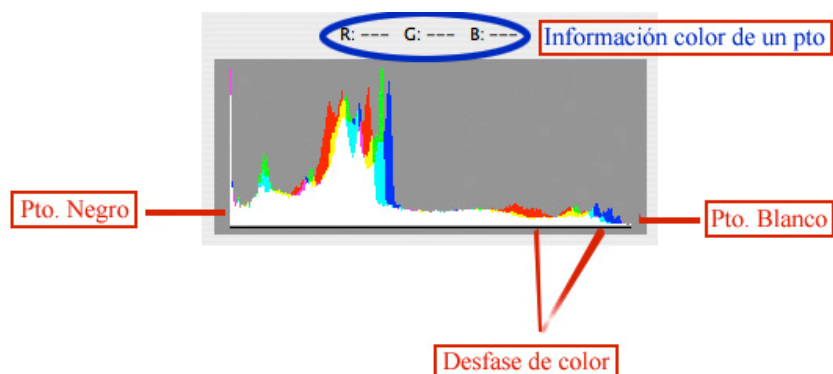 R: --- G: --- B: ---
Información color de un pto
Pto. Negro
Pto. Blanco
Desfase de color